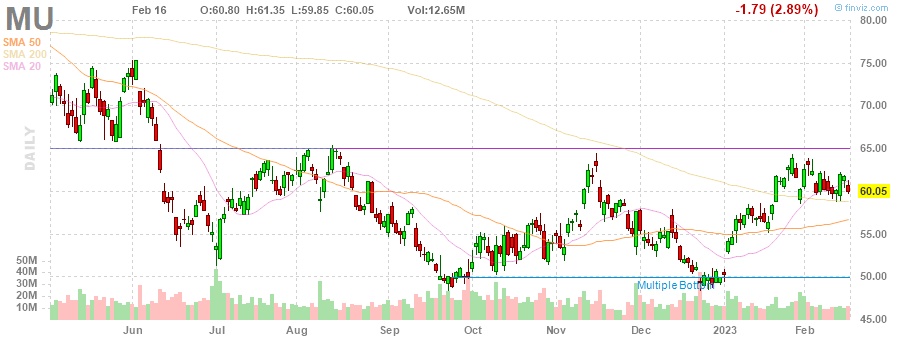 MU
Feb 16 O:60.80 H:61.35 L:59.85 C:60.05 Vol:12.65M -1.79 (2.89%)
finviz.com
SMA 50
SMA 200
SMA 20
DAILY
80.00
75.00
70.00
65.00
60.05
55.00
50.00
45.00
50M
40M
30M
20M
10M
Multiple Bottom
Jun Jul Aug Sep Oct Nov Dec 2023 Feb